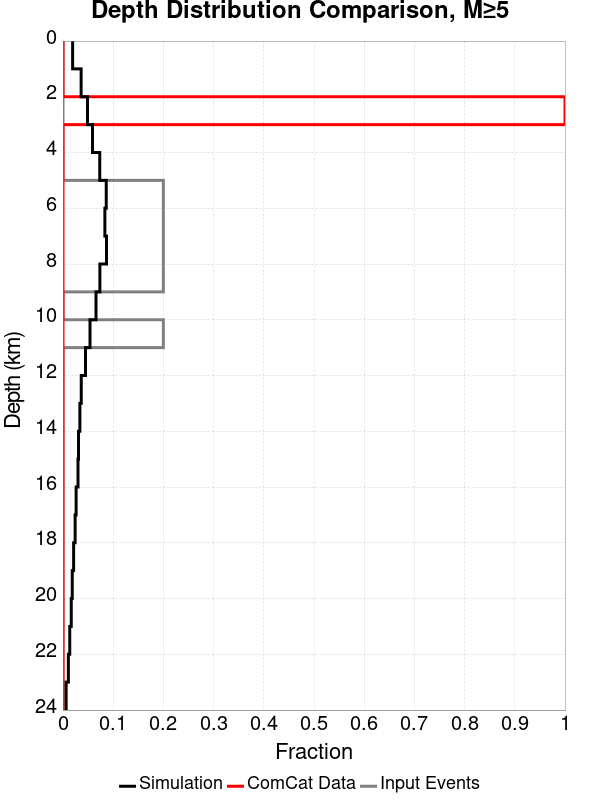 Depth Distribution Comparison, M≥5
0
2
4
6
8
10
12
14
16
18
20
22
24
Depth (km)
0 0.1 0.2 0.3 0.4 0.5 0.6 0.7 0.8 0.9 1
Fraction
Simulation ComCat Data Input Events